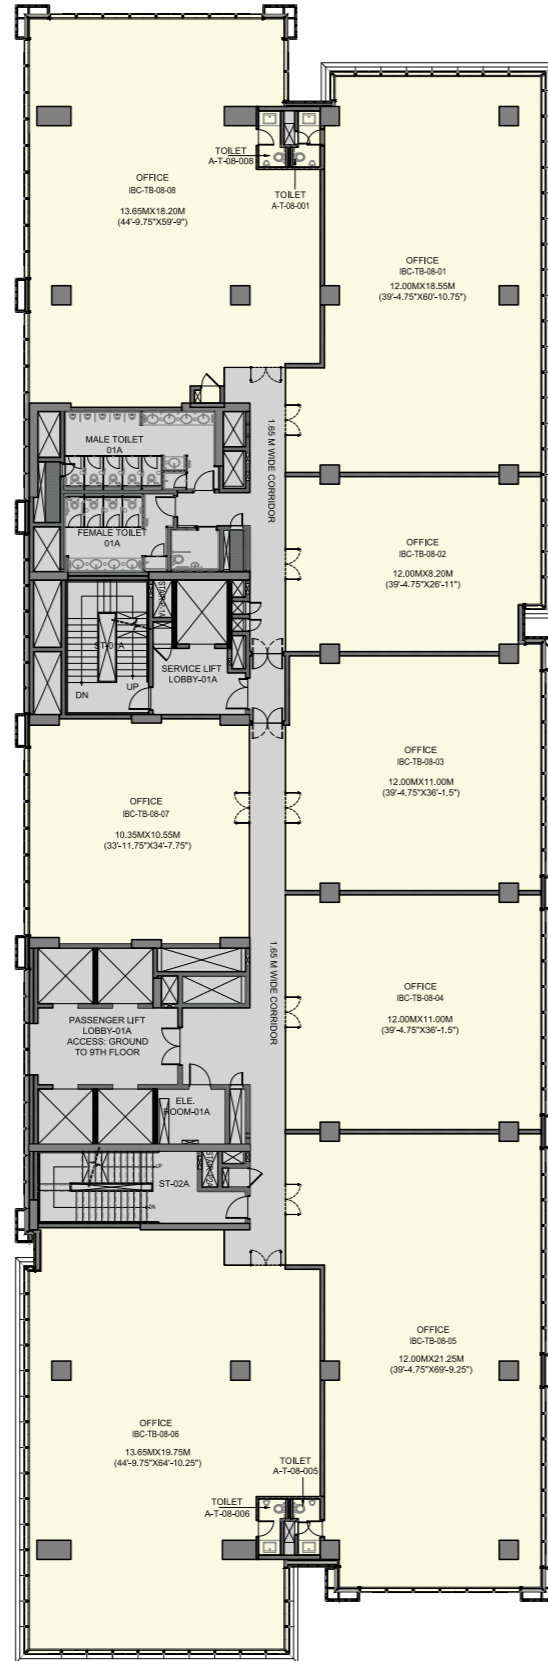 TOILET
A-T-08-008
OFFICE
IBC-TB-08-08
13.65MX18.20M
(44'-9.75"X59'-9")
TOILET
A-T-08-001
OFFICE
IBC-TB-08-01
12.00MX18.55M
(39'-4.75"X60'-10.75")
1.65 M WIDE CORRIDOR
MALE TOILET
01A
FEMALE TOILET
01A
OFFICE
IBC-TB-08-02
12.00MX8.20M
(39'-4.75"X26'-11")
ST-01A
DN
UP
SERVICE LIFT
LOBBY-01A
OFFICE
IBC-TB-08-03
12.00MX11.00M
(39'-4.75"X36'-1.5")
OFFICE
IBC-TB-08-07
10.35MX10.55M
(33'-11.75"X34'-7.75")
1.65 M WIDE CORRIDOR
OFFICE
IBC-TB-08-04
12.00MX11.00M
(39'-4.75"X36'-1.5")
PASSENGER LIFT
LOBBY-01A
ACCESS: GROUND
TO 9TH FLOOR
ELE.
ROOM-01A
UP
ST-02A
DN
OFFICE
IBC-TB-08-05
12.00MX21.25M
(39'-4.75"X69'-9.25")
OFFICE
IBC-TB-08-06
13.65MX19.75M
(44'-9.75"X64'-10.25")
TOILET
A-T-08-005
TOILET
A-T-08-006